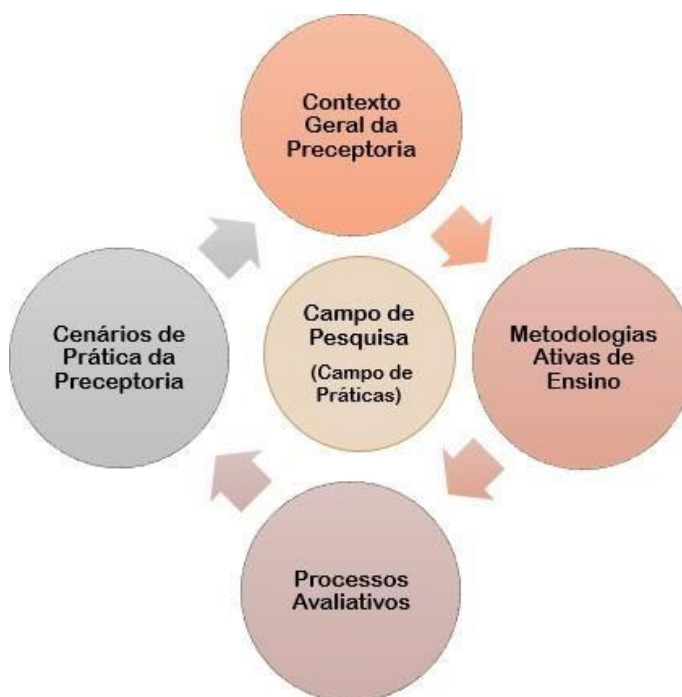 Contexto
Geral da
Preceptoria
Cenários de
Prática da
Preceptoria
Campo de
Pesquisa
(Campo de
Práticas)
Metodologias
Ativas de
Ensino
Processos
Avaliativos